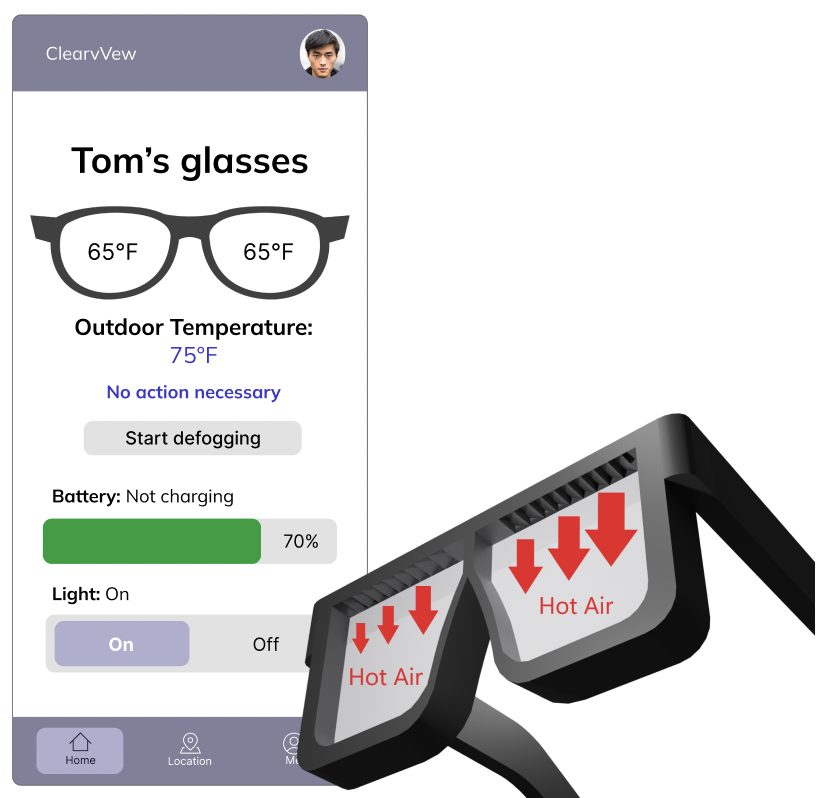 ClearvVew
Tom's glasses
65°F 65°F
Outdoor Temperature:
75°F
No action necessary
Start defogging
Battery: Not charging
70%
Light: On
On Off
Home Location Me
Hot Air
Hot Air